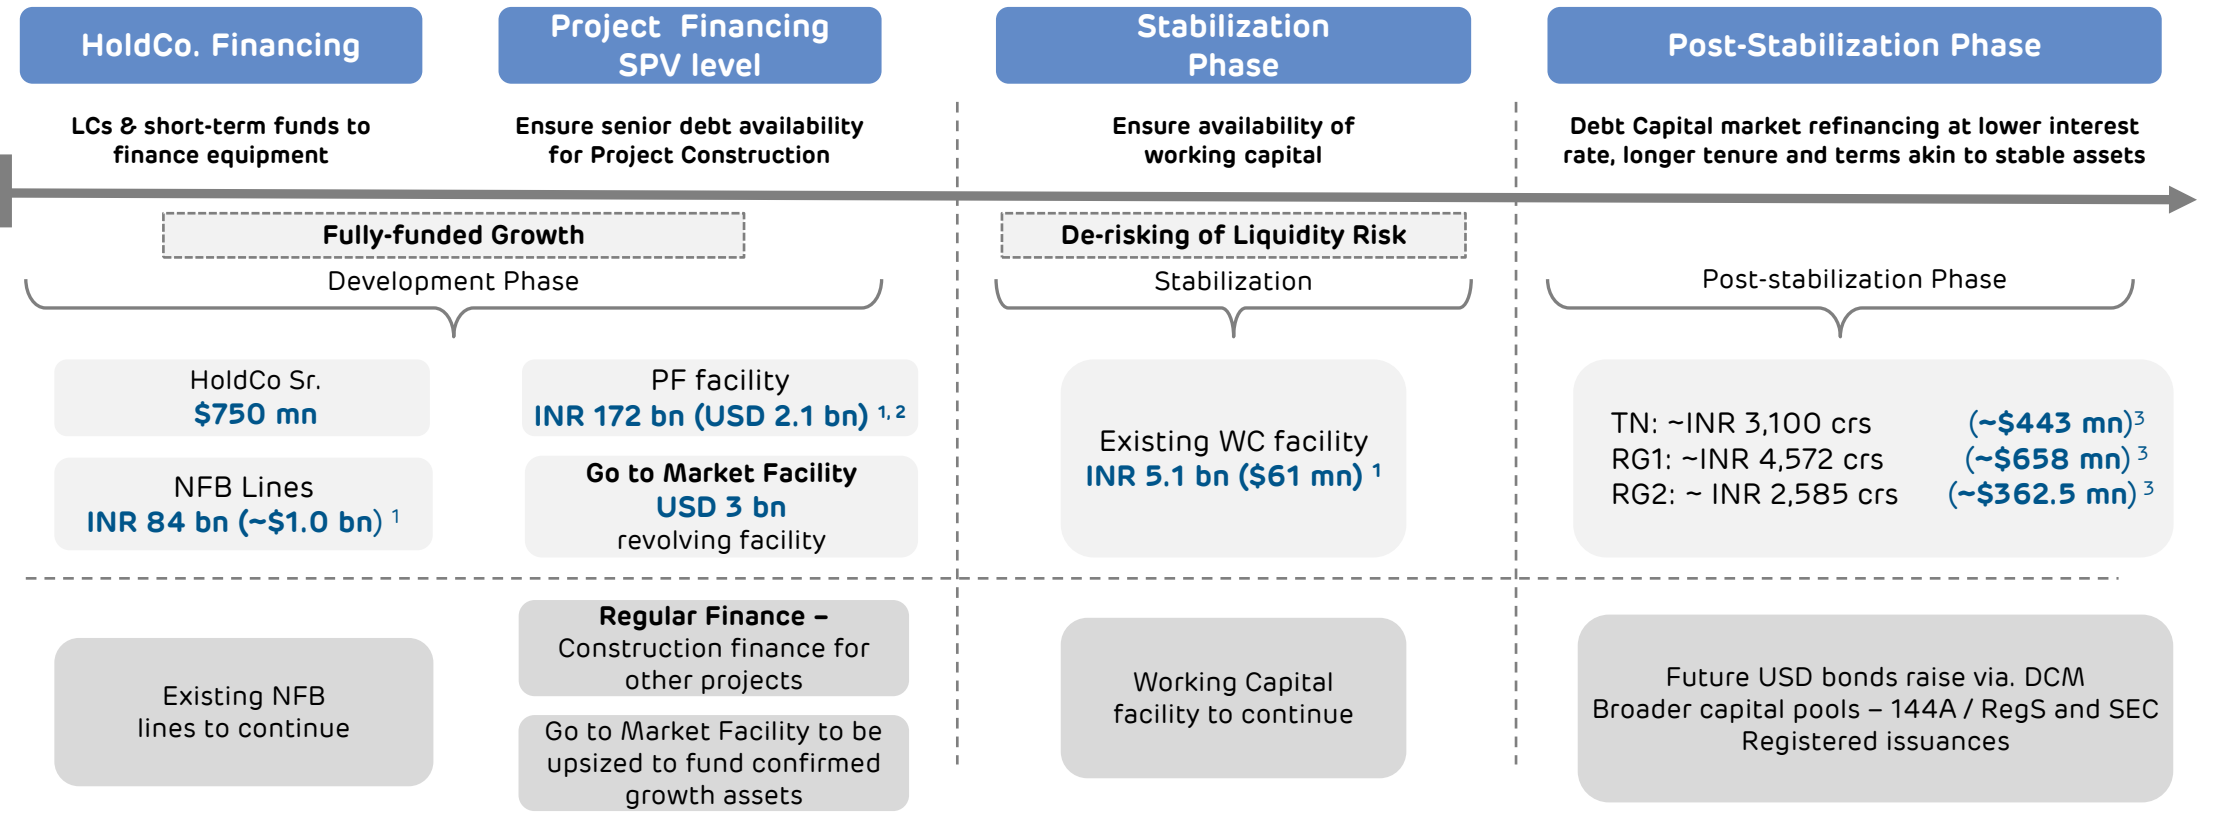 HoldCo. Financing
Project Financing
SPV level
Stabilization
Phase
Post-Stabilization Phase
LCs & short-term funds to
finance equipment
Ensure senior debt availability
for Project Construction
Ensure availability of
working capital
Debt Capital market refinancing at lower interest
rate, longer tenure and terms akin to stable assets
Fully-funded Growth
De-risking of Liquidity Risk
Development Phase
Stabilization
Post-stabilization Phase
HoldCo Sr.
$750 mn
NFB Lines
INR 84 bn (~$1.0 bn) 1
PF facility
INR 172 bn (USD 2.1 bn) 1, 2
Go to Market Facility
USD 3 bn
revolving facility
Existing WC facility
INR 5.1 bn ($61 mn) 1
TN: ~INR 3,100 crs (~$443 mn)3
RG1: ~INR 4,572 crs (~$658 mn) 3
RG2: ~ INR 2,585 crs (~$362.5 mn) 3
Existing NFB
lines to continue
Regular Finance –
Construction finance for
other projects
Go to Market Facility to be
upsized to fund confirmed
growth assets
Working Capital
facility to continue
Future USD bonds raise via. DCM
Broader capital pools – 144A / RegS and SEC
Registered issuances